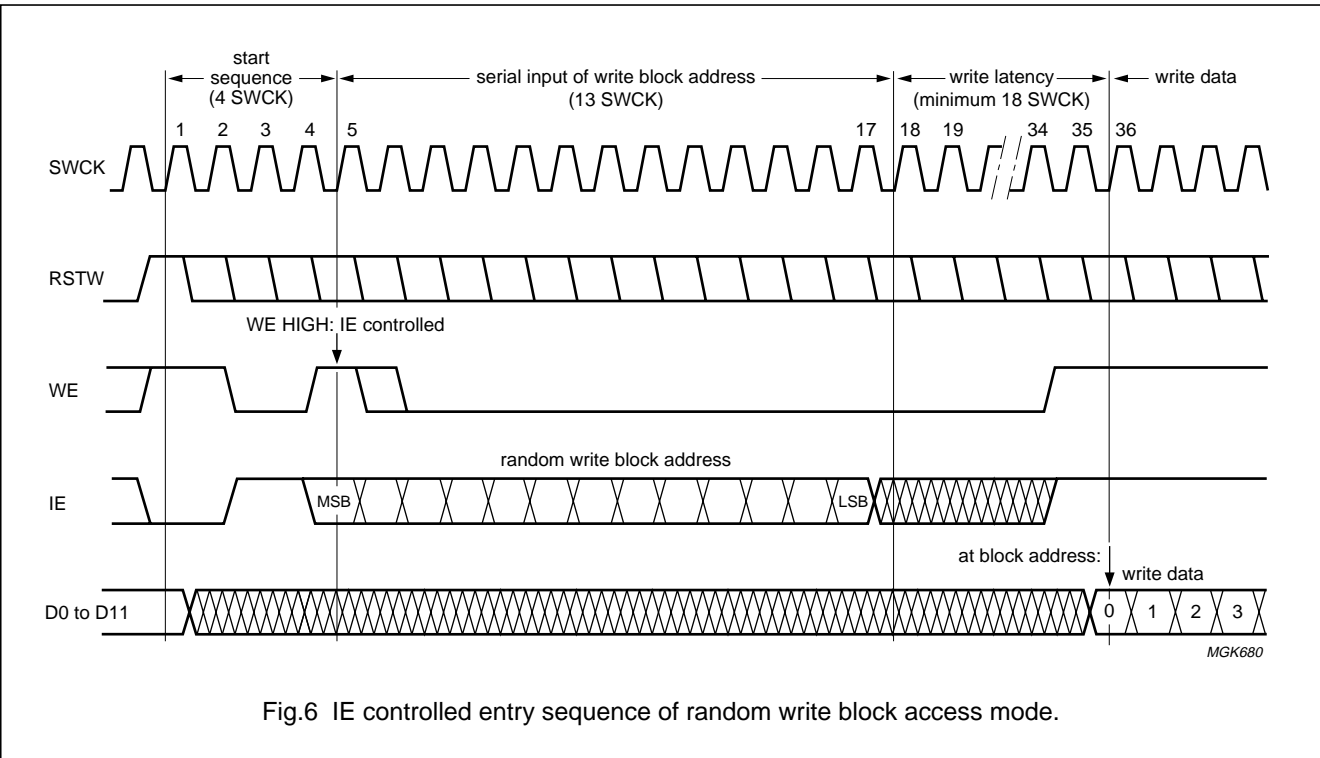 start
sequence
(4 SWCK)
serial input of write block address
(13 SWCK)
write latency
(minimum 18 SWCK)
write data
1 2 3 4 5 17 18 19 34 35 36
SWCK
RSTW
WE HIGH: IE controlled
WE
random write block address
IE
MSB
LSB
at block address:
write data
D0 to D11
0 1 2 3
MGK680
Fig.6 IE controlled entry sequence of random write block access mode.